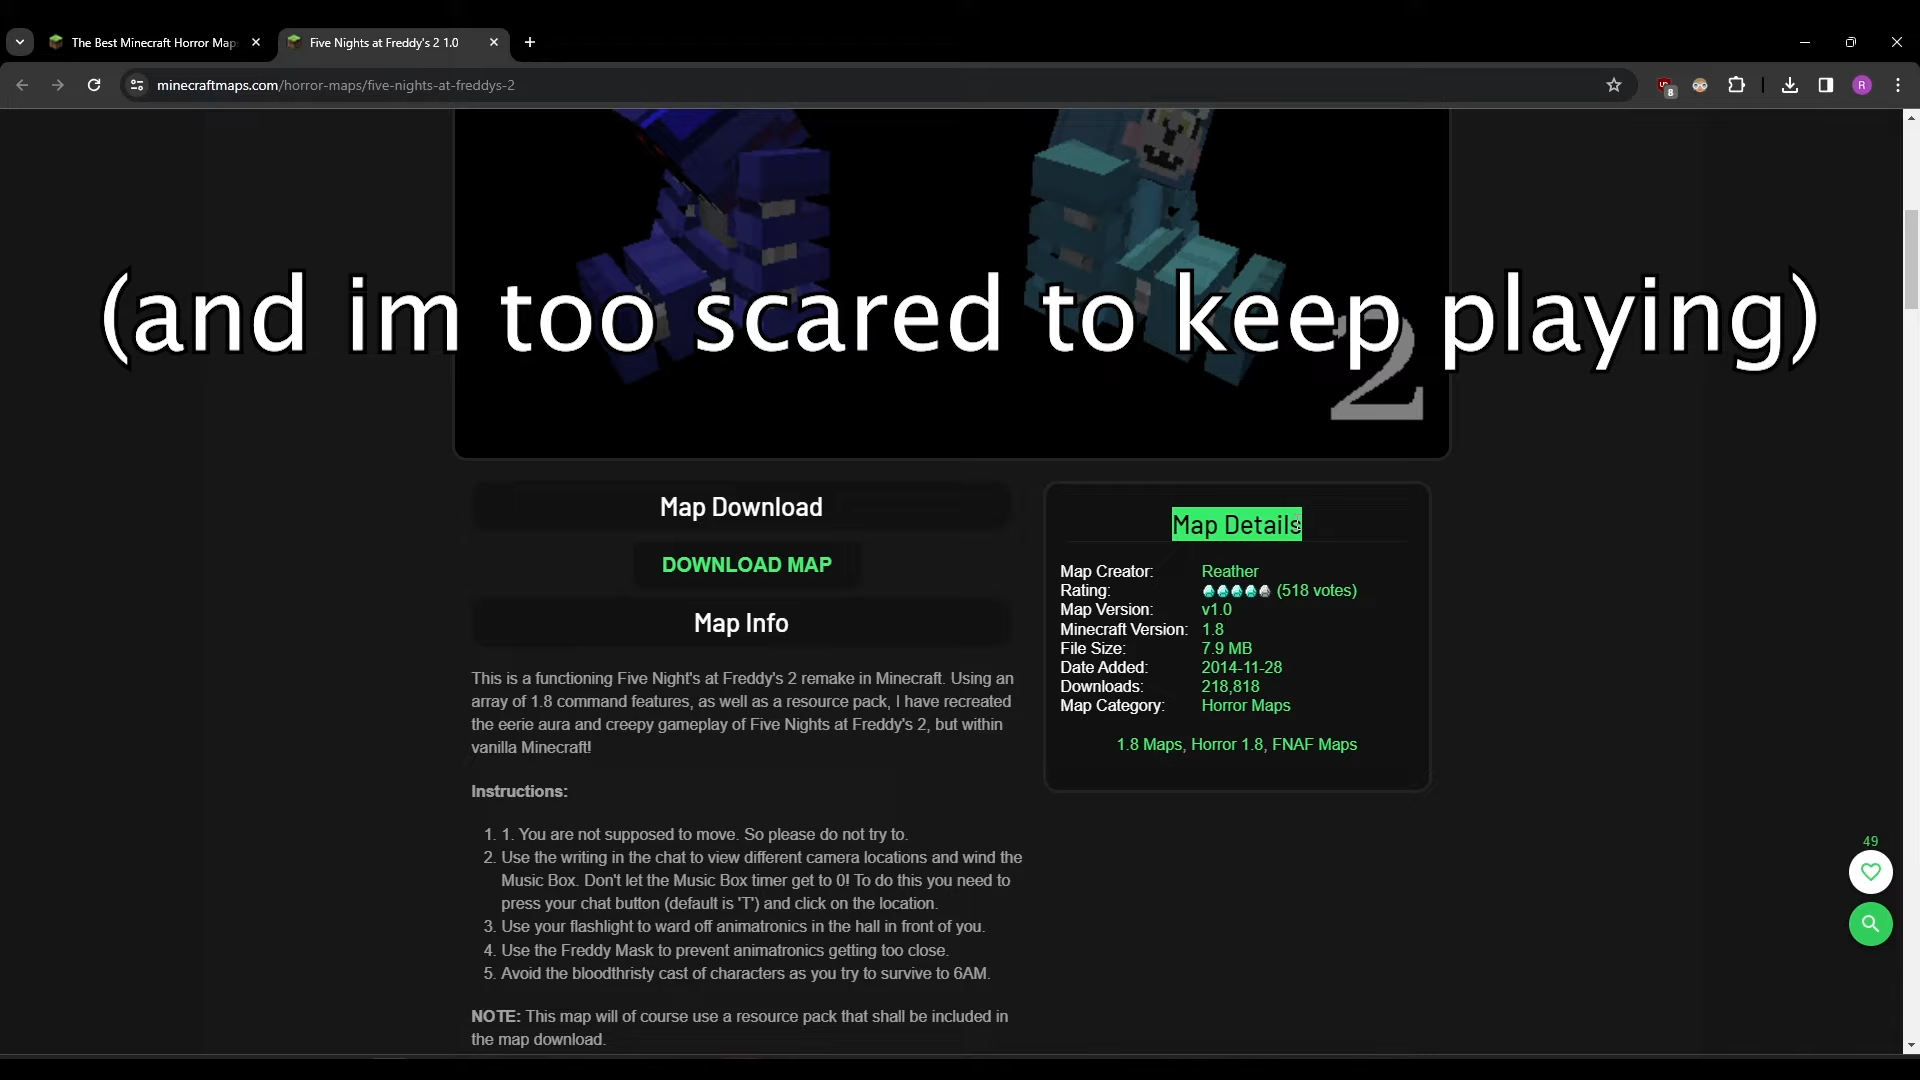 The Best Minecraft Horror Map
Five Nights at Freddy's 2 1.0
minecraftmaps.com/horror-maps/five-nights-at-freddys-2
8
R
(and im too scared to keep playing)
2
Map Download
DOWNLOAD MAP
Map Info
This is a functioning Five Night's at Freddy's 2 remake in Minecraft. Using an
array of 1.8 command features, as well as a resource pack, I have recreated
the eerie aura and creepy gameplay of Five Nights at Freddy's 2, but within
vanilla Minecraft!
Instructions:
1. 1. You are not supposed to move. So please do not try to.
2. Use the writing in the chat to view different camera locations and wind the
Music Box. Don't let the Music Box timer get to 0! To do this you need to
press your chat button (default is 'T') and click on the location.
3. Use your flashlight to ward off animatronics in the hall in front of you.
4. Use the Freddy Mask to prevent animatronics getting too close.
5. Avoid the bloodthristy cast of characters as you try to survive to 6AM.
NOTE: This map will of course use a resource pack that shall be included in
the map download.
Map Details
Map Creator: Reather
Rating: (518 votes)
Map Version: v1.0
Minecraft Version: 1.8
File Size: 7.9 MB
Date Added: 2014-11-28
Downloads: 218,818
Map Category: Horror Maps
1.8 Maps, Horror 1.8, FNAF Maps
49